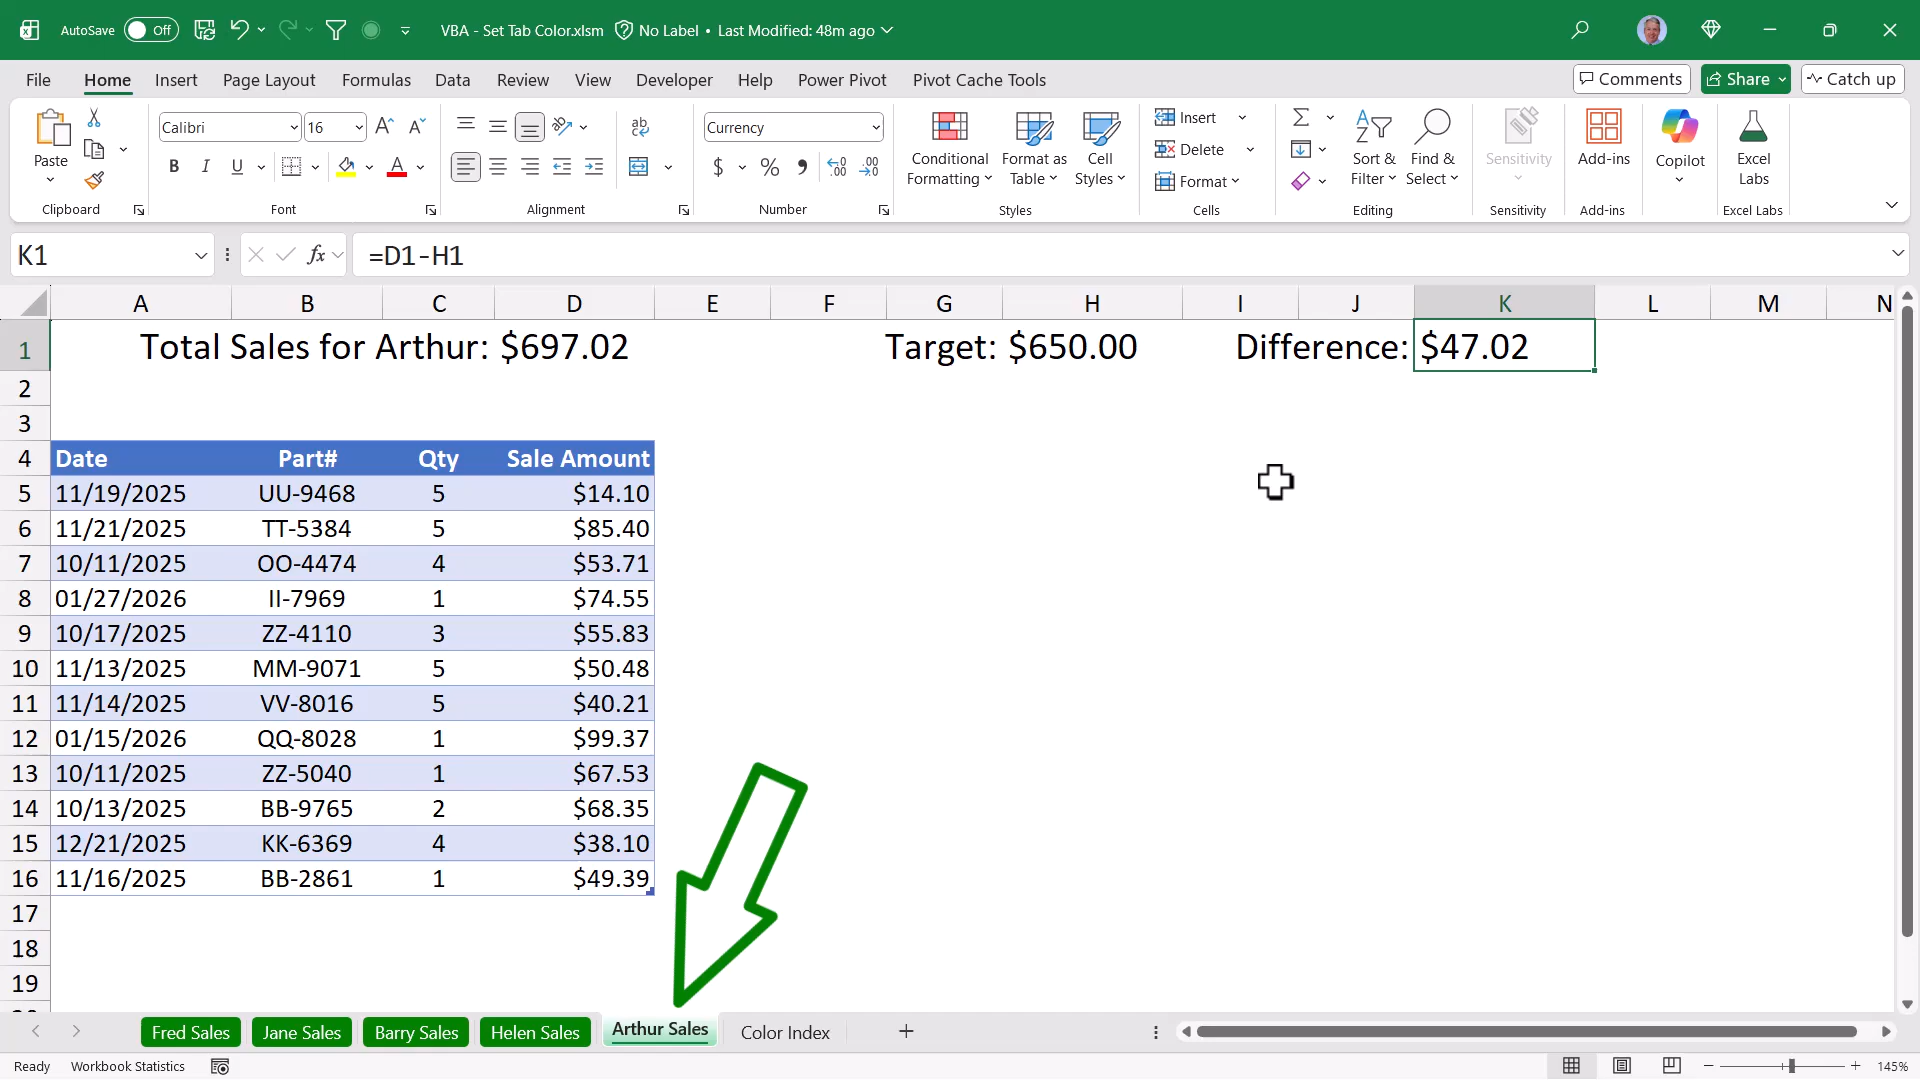 AutoSave Off VBA - Set Tab Color.xlsm No Label • Last Modified: 48m ago
File Home Insert Page Layout Formulas Data Review View Developer Help Power Pivot Pivot Cache Tools Comments Share Catch up
Paste
Clipboard
Calibri 16
B I U A
Font
ab
Alignment
Currency
$ % , .00 .00
Number
Conditional Formatting
Format as Table
Cell Styles
Styles
Insert
Delete
Format
Cells
Sort & Filter
Find & Select
Editing
Sensitivity
Sensitivity
Add-ins
Add-ins
Copilot
Excel Labs
Excel Labs
K1 fx =D1-H1
A B C D E F G H I J K L M N
1 Total Sales for Arthur: $697.02 Target: $650.00 Difference: $47.02
2
3
4 Date Part# Qty Sale Amount
5 11/19/2025 UU-9468 5 $14.10
6 11/21/2025 TT-5384 5 $85.40
7 10/11/2025 OO-4474 4 $53.71
8 01/27/2026 II-7969 1 $74.55
9 10/17/2025 ZZ-4110 3 $55.83
10 11/13/2025 MM-9071 5 $50.48
11 11/14/2025 VV-8016 5 $40.21
12 01/15/2026 QQ-8028 1 $99.37
13 10/11/2025 ZZ-5040 1 $67.53
14 10/13/2025 BB-9765 2 $68.35
15 12/21/2025 KK-6369 4 $38.10
16 11/16/2025 BB-2861 1 $49.39
17
18
19
Fred Sales Jane Sales Barry Sales Helen Sales Arthur Sales Color Index
Ready Workbook Statistics 145%